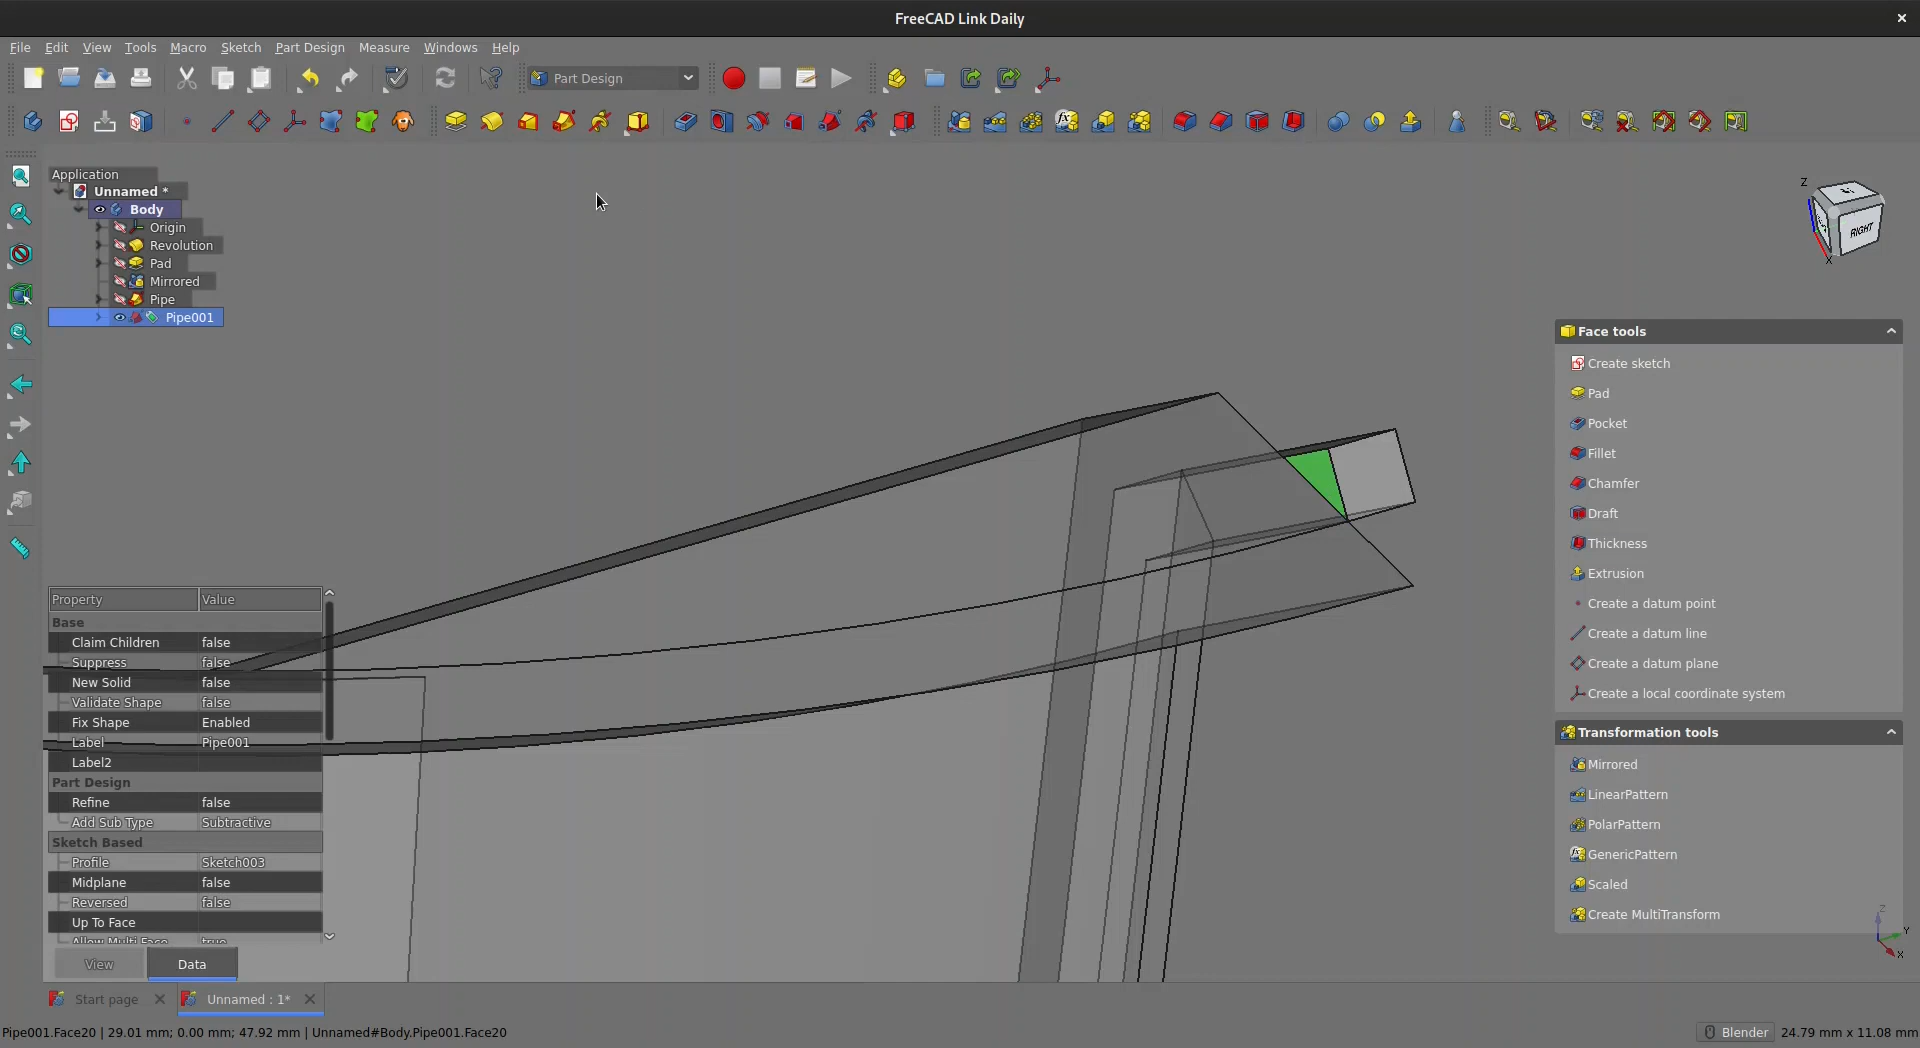 FreeCAD Link Daily
File Edit View Tools Macro Sketch Part Design Measure Windows Help
Part Design
Application
Unnamed *
Body
Origin
Revolution
Pad
Mirrored
Pipe
Pipe001
Z
RIGHT
X
Face tools
Create sketch
Pad
Pocket
Fillet
Chamfer
Draft
Thickness
Extrusion
Create a datum point
Create a datum line
Create a datum plane
Create a local coordinate system
Transformation tools
Mirrored
LinearPattern
PolarPattern
GenericPattern
Scaled
Create MultiTransform
Property Value
Base
Claim Children false
Suppress false
New Solid false
Validate Shape false
Fix Shape Enabled
Label Pipe001
Label2
Part Design
Refine false
Add Sub Type Subtractive
Sketch Based
Profile Sketch003
Midplane false
Reversed false
Up To Face
Allow Multi Face true
View Data
Z
Y
X
Start page Unnamed : 1*
Pipe001.Face20 | 29.01 mm; 0.00 mm; 47.92 mm | Unnamed#Body.Pipe001.Face20
Blender 24.79 mm x 11.08 mm